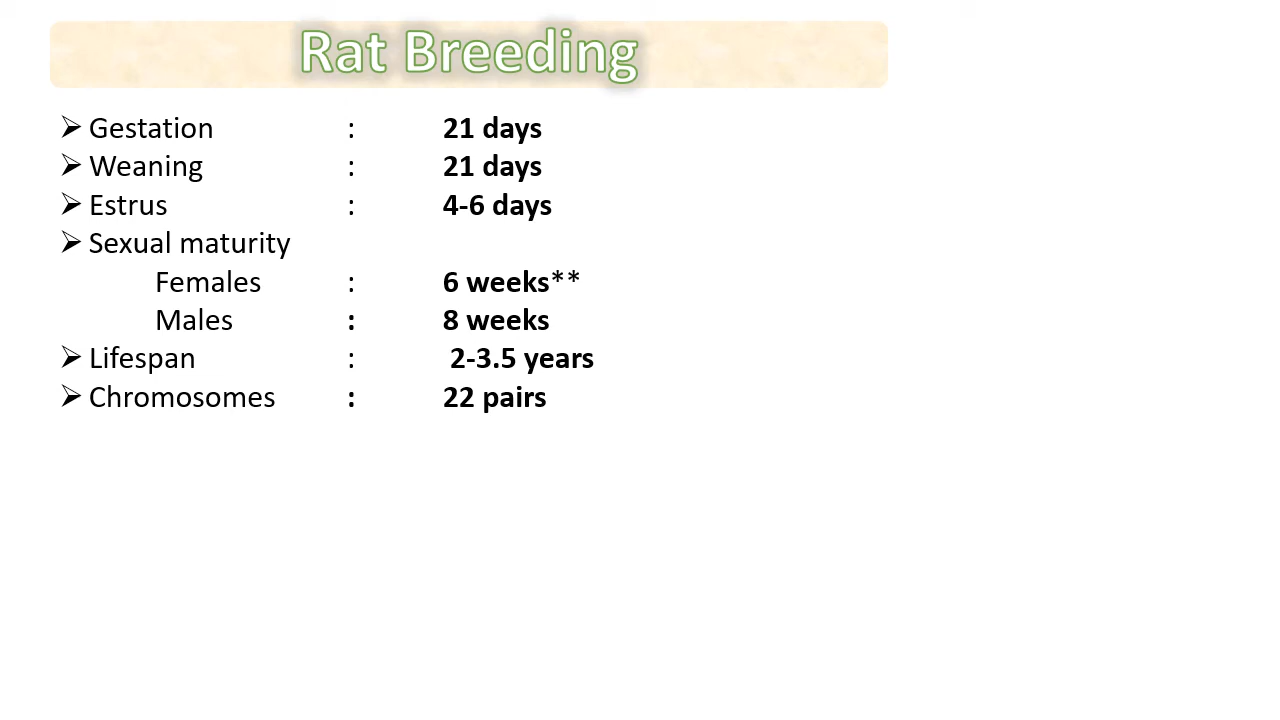 Rat Breeding
➢ Gestation : 21 days
➢ Weaning : 21 days
➢ Estrus : 4-6 days
➢ Sexual maturity
Females : 6 weeks**
Males : 8 weeks
➢ Lifespan : 2-3.5 years
➢ Chromosomes : 22 pairs